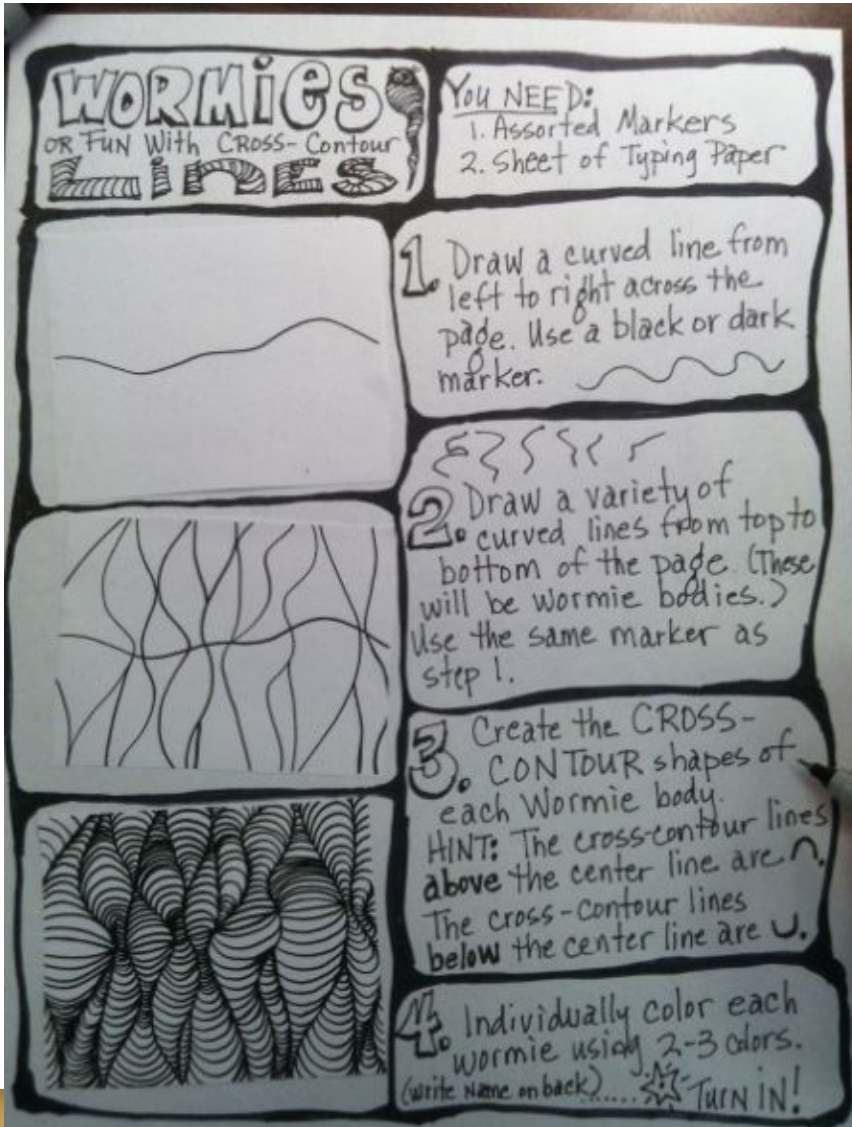 WORMiES
OR FUN With CROSS-Contour
LiNES
YOU NEED:
1. Assorted Markers
2. Sheet of Typing Paper
1. Draw a curved line from
left to right across the
page. Use a black or dark
marker.
2. Draw a variety of
curved lines from top to
bottom of the page. (These
will be wormie bodies.)
Use the same marker as
step 1.
3. Create the CROSS-
CONTOUR shapes of
each Wormie body.
HINT: The cross-contour lines
above the center line are ∩.
The cross-contour lines
below the center line are ∪.
4. Individually color each
wormie using 2-3 colors.
(Write Name on back)...... TURN IN!